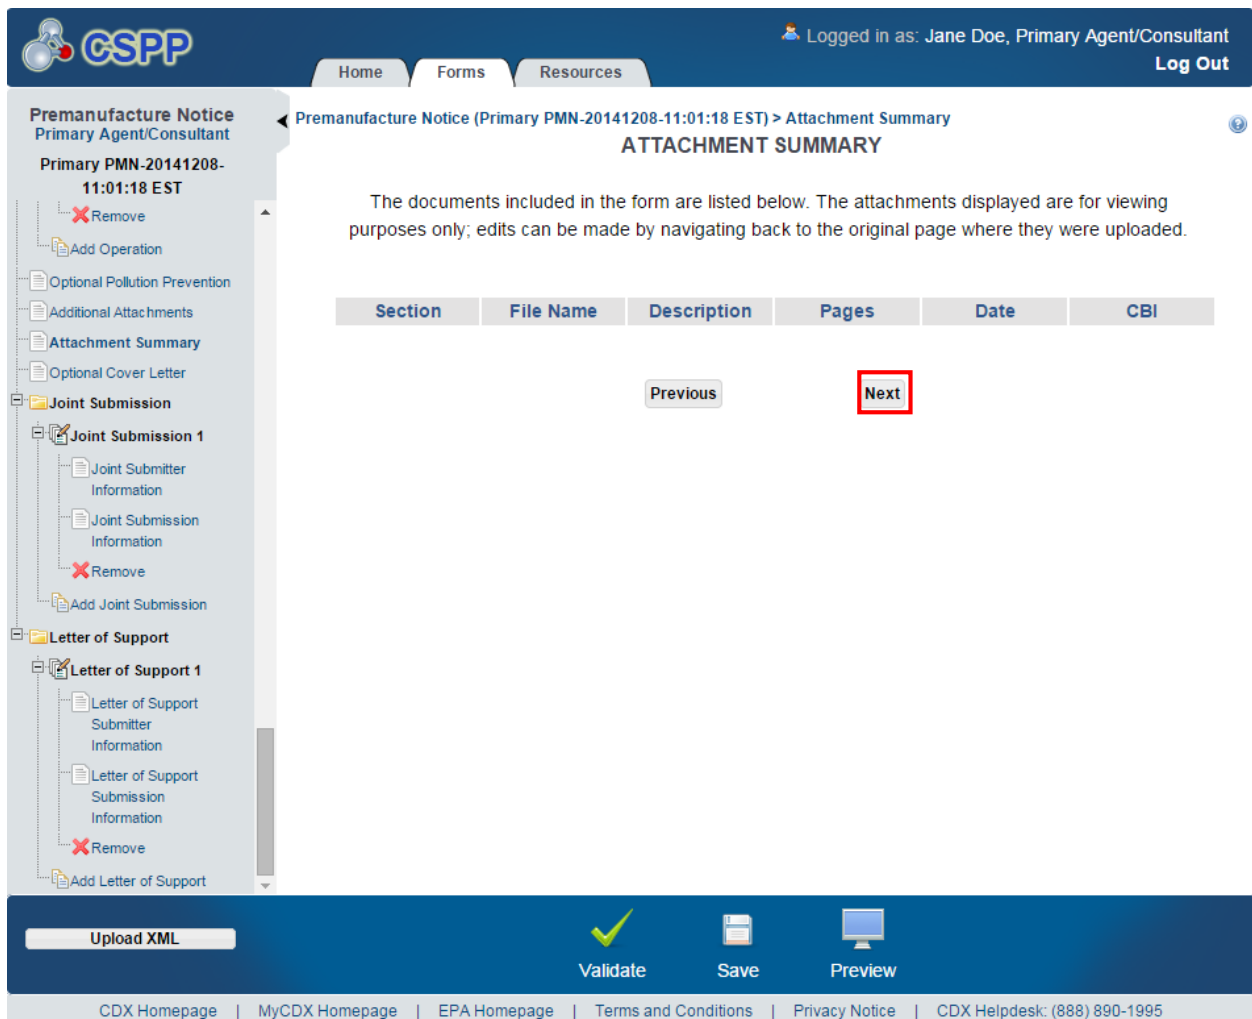 CSPP
Logged in as: Jane Doe, Primary Agent/Consultant
Log Out
Home
Forms
Resources
Premanufacture Notice
Primary Agent/Consultant
Primary PMN-20141208-
11:01:18 EST
Remove
Add Operation
Optional Pollution Prevention
Additional Attachments
Attachment Summary
Optional Cover Letter
Joint Submission
Joint Submission 1
Joint Submitter
Information
Joint Submission
Information
Remove
Add Joint Submission
Letter of Support
Letter of Support 1
Letter of Support
Submitter
Information
Letter of Support
Submission
Information
Remove
Add Letter of Support
Premanufacture Notice (Primary PMN-20141208-11:01:18 EST) > Attachment Summary
ATTACHMENT SUMMARY
The documents included in the form are listed below. The attachments displayed are for viewing
purposes only; edits can be made by navigating back to the original page where they were uploaded.
Section File Name Description Pages Date CBI
Previous Next
Upload XML
Validate Save Preview
CDX Homepage | MyCDX Homepage | EPA Homepage | Terms and Conditions | Privacy Notice | CDX Helpdesk: (888) 890-1995